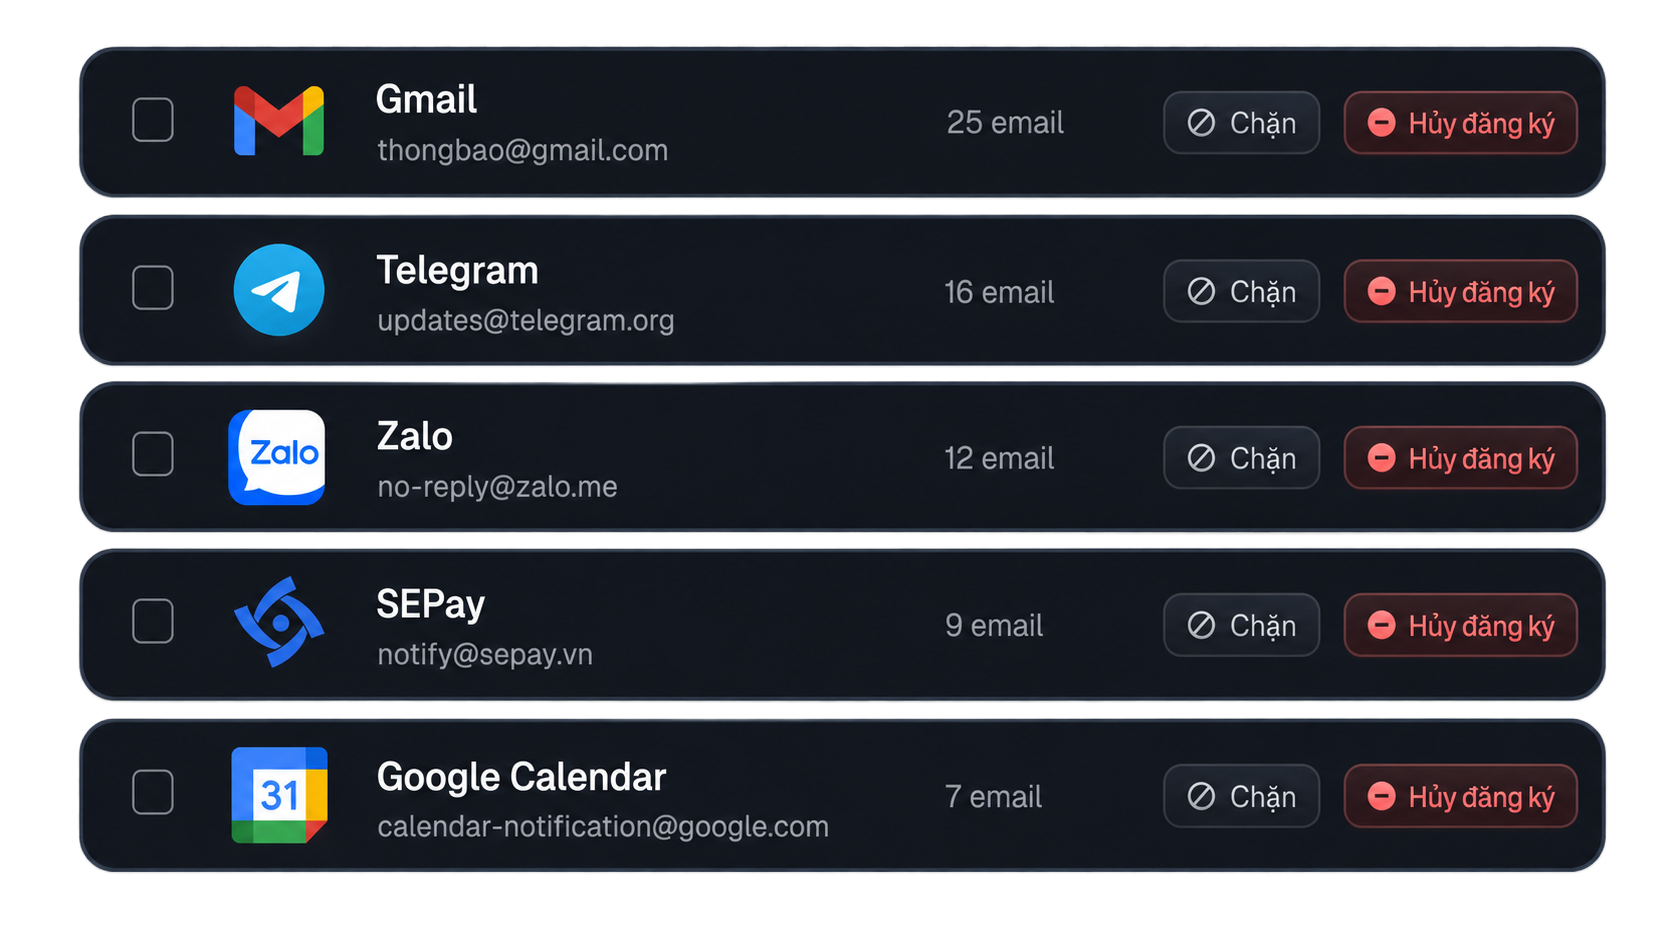 Gmail
thongbao@gmail.com
25 email
Chặn
Hủy đăng ký
Telegram
updates@telegram.org
16 email
Chặn
Hủy đăng ký
Zalo
Zalo
no-reply@zalo.me
12 email
Chặn
Hủy đăng ký
SEPay
notify@sepay.vn
9 email
Chặn
Hủy đăng ký
31
Google Calendar
calendar-notification@google.com
7 email
Chặn
Hủy đăng ký